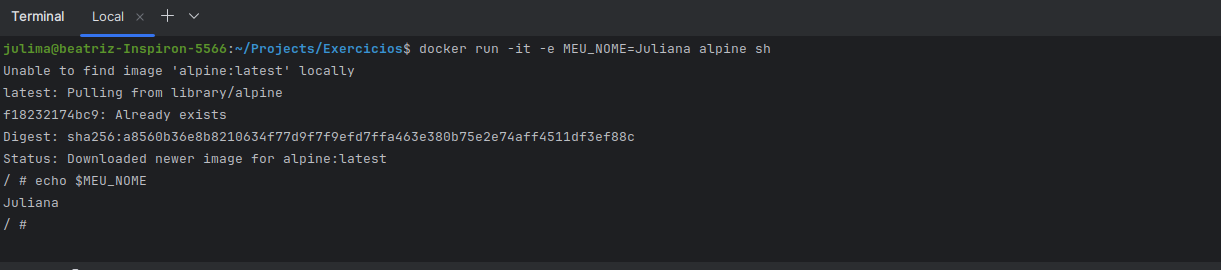 Terminal Local
julima@beatriz-Inspiron-5566:~/Projects/Exercicios$ docker run -it -e MEU_NOME=Juliana alpine sh
Unable to find image 'alpine:latest' locally
latest: Pulling from library/alpine
f18232174bc9: Already exists
Digest: sha256:a8560b36e8b8210634f77d9f7f9efd7ffa463e380b75e2e74aff4511df3ef88c
Status: Downloaded newer image for alpine:latest
/ # echo $MEU_NOME
Juliana
/ #